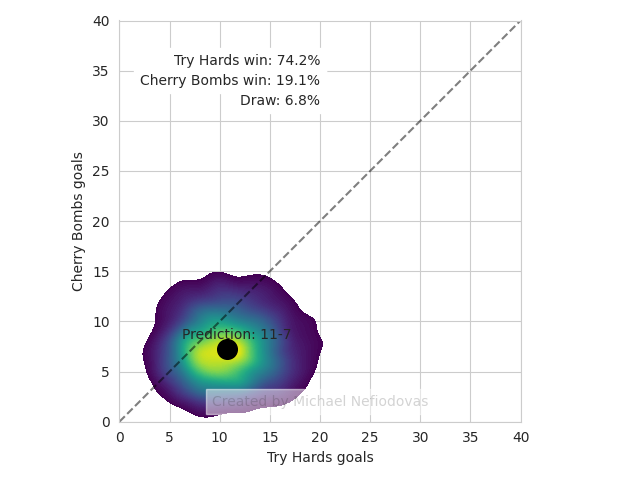 40
35
30
25
20
15
10
5
0
Cherry Bombs goals
Try Hards win: 74.2%
Cherry Bombs win: 19.1%
Draw: 6.8%
Prediction: 11-7
Created by Michael Nefiodovas
0 5 10 15 20 25 30 35 40
Try Hards goals